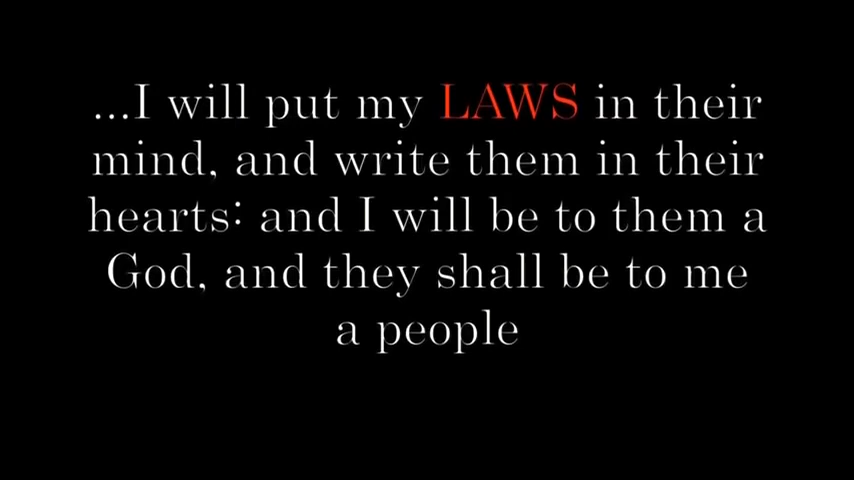 ...I will put my LAWS in their
mind, and write them in their
hearts: and I will be to them a
God, and they shall be to me
a people